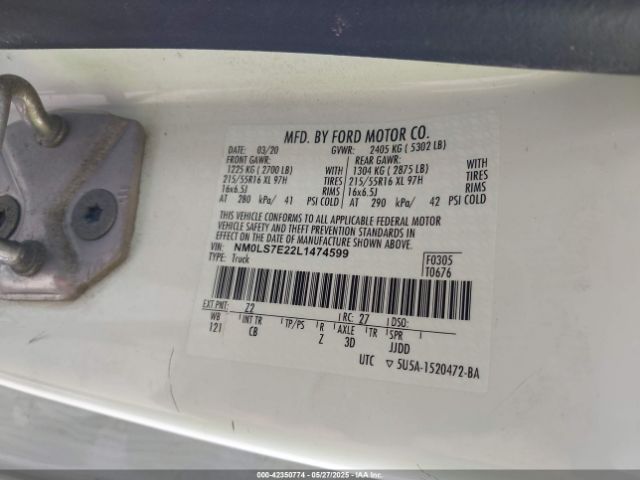 MFD. BY FORD MOTOR CO.
DATE: 03/20 GVWR: 2405 KG ( 5302 LB)
FRONT GAWR: REAR GAWR:
1225 KG ( 2700 LB) WITH 1304 KG ( 2875 LB) WITH
215/55R16 XL 97H TIRES 215/55R16 XL 97H TIRES
16x6.5J RIMS 16x6.5J RIMS
AT 280 kPa/ 41 PSI COLD AT 290 kPa/ 42 PSI COLD
THIS VEHICLE CONFORMS TO ALL APPLICABLE FEDERAL MOTOR
VEHICLE SAFETY AND THEFT PREVENTION STANDARDS IN
EFFECT ON THE DATE OF MANUFACTURE SHOWN ABOVE.
VIN: NM0LS7E22L1474599
TYPE: Truck
F0305
T0676
EXT PNT: Z2 RC: 27 DSO:
WB INT TR TP/PS R AXLE TR SPR
121 CB Z 3D JJDD
UTC ▽ 5U5A-1520472-BA
000-42350774 - 05/27/2025 -